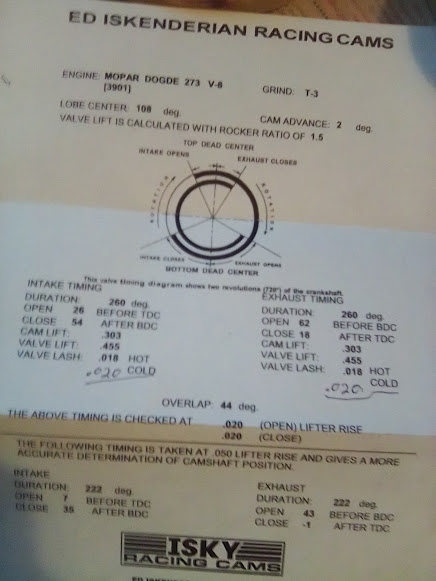 ED ISKENDERIAN RACING CAMS
ENGINE: MOPAR DOGDE 273 V-8 GRIND: T-3
[3901]
LOBE CENTER: 108 deg. CAM ADVANCE: 2 deg.
VALVE LIFT IS CALCULATED WITH ROCKER RATIO OF 1.5
TOP DEAD CENTER
INTAKE OPENS EXHAUST CLOSES
ROTATION ROTATION
INTAKE CLOSES EXHAUST OPENS
BOTTOM DEAD CENTER
This valve timing diagram shows two revolutions (720°) of the crankshaft.
INTAKE TIMING EXHAUST TIMING
DURATION: 260 deg. DURATION: 260 deg.
OPEN 26 BEFORE TDC OPEN 62 BEFORE BDC
CLOSE 54 AFTER BDC CLOSE 18 AFTER TDC
CAM LIFT: .303 CAM LIFT: .303
VALVE LIFT: .455 VALVE LIFT: .455
VALVE LASH: .018 HOT VALVE LASH: .018 HOT
.020 COLD .020 COLD
OVERLAP: 44 deg.
THE ABOVE TIMING IS CHECKED AT .020 (OPEN) LIFTER RISE
.020 (CLOSE)
THE FOLLOWING TIMING IS TAKEN AT .050 LIFTER RISE AND GIVES A MORE
ACCURATE DETERMINATION OF CAMSHAFT POSITION.
INTAKE EXHAUST
DURATION: 222 deg DURATION: 222 deg.
OPEN 7 BEFORE TDC OPEN 43 BEFORE BDC
CLOSE 35 AFTER BDC CLOSE -1 AFTER TDC
ISKY
RACING CAMS